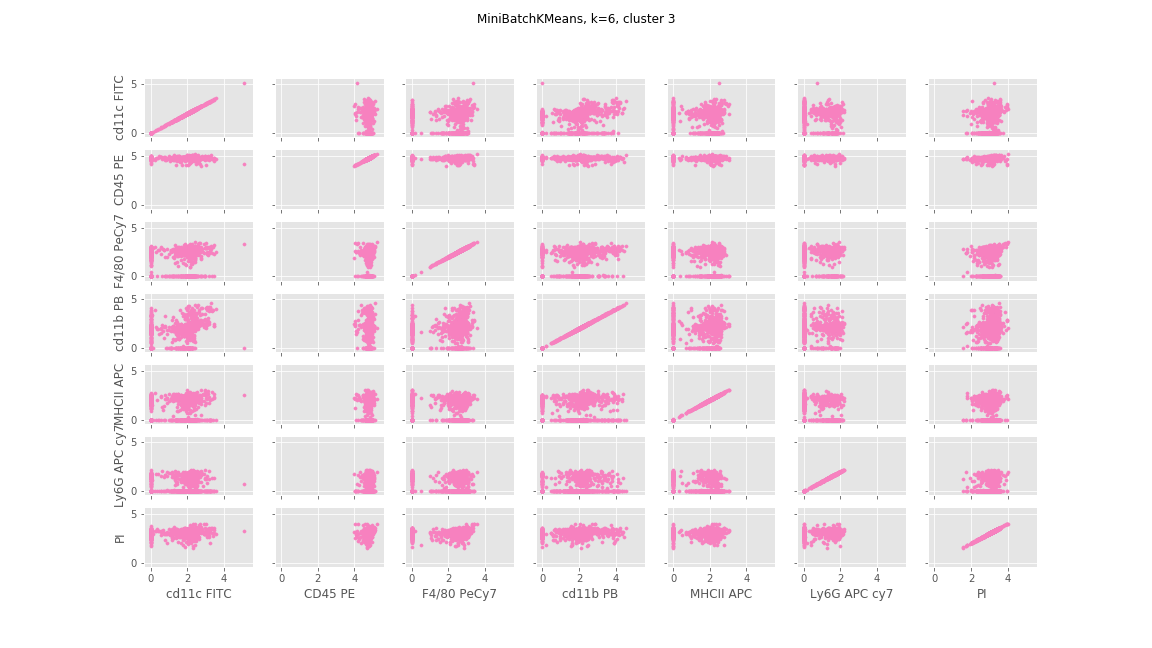 MiniBatchKMeans, k=6, cluster 3
cd11c FITC
5
0
CD45 PE
5
0
F4/80 PeCy7
5
0
cd11b PB
5
0
MHCII APC
5
0
Ly6G APC cy7
5
0
PI
5
0
0 2 4 0 2 4 0 2 4 0 2 4 0 2 4 0 2 4 0 2 4
cd11c FITC CD45 PE F4/80 PeCy7 cd11b PB MHCII APC Ly6G APC cy7 PI